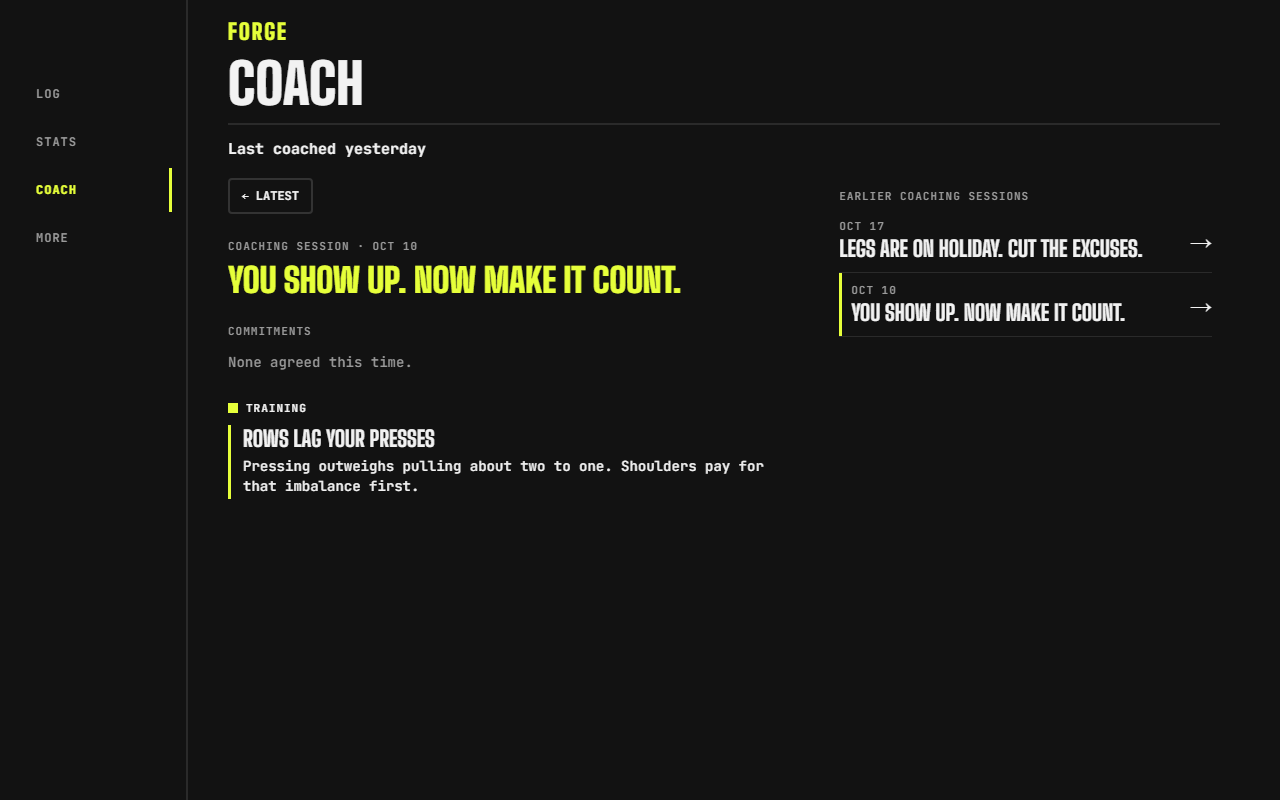 LOG
STATS
COACH
MORE
FORGE
COACH
Last coached yesterday
← LATEST
COACHING SESSION · OCT 10
YOU SHOW UP. NOW MAKE IT COUNT.
COMMITMENTS
None agreed this time.
TRAINING
ROWS LAG YOUR PRESSES
Pressing outweighs pulling about two to one. Shoulders pay for
that imbalance first.
EARLIER COACHING SESSIONS
OCT 17
LEGS ARE ON HOLIDAY. CUT THE EXCUSES. →
OCT 10
YOU SHOW UP. NOW MAKE IT COUNT. →